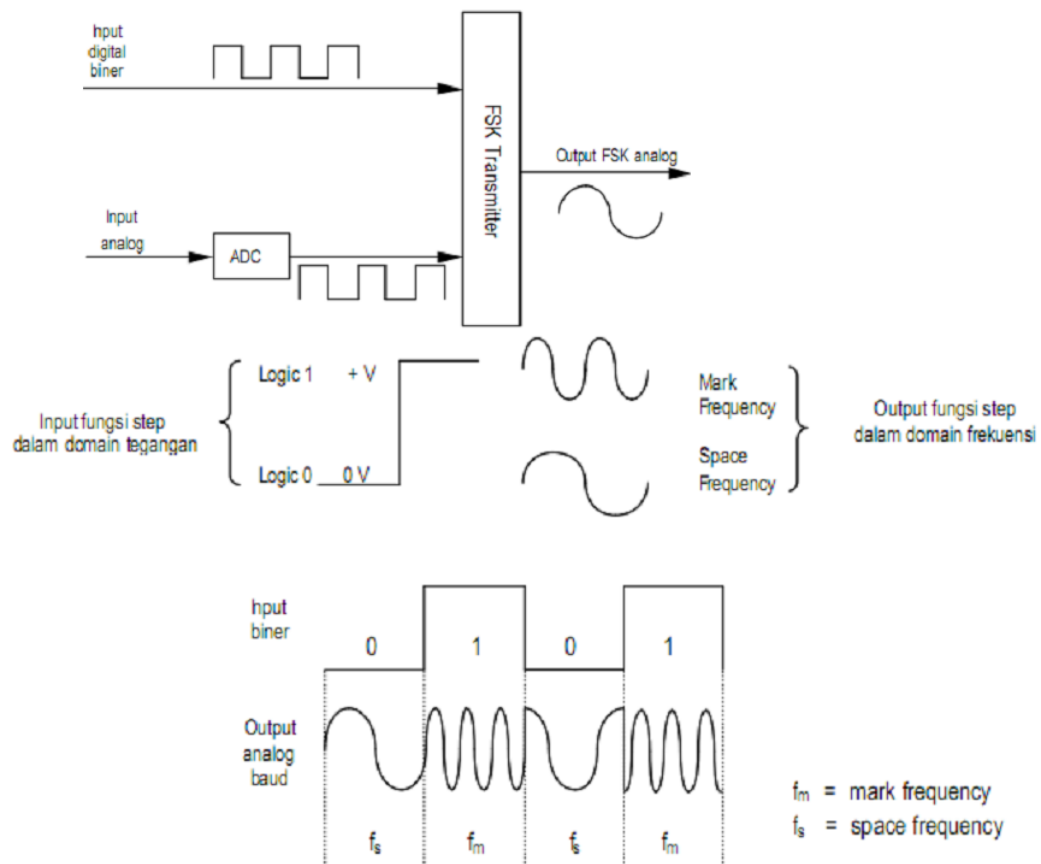 Input
digital
biner
FSK Transmitter
Output FSK analog
Input
analog
ADC
Logic 1 + V
Mark
Frequency
Input fungsi step
dalam domain tegangan
Output fungsi step
dalam domain frekuensi
Logic 0 0 V
Space
Frequency
Input
biner
0 1 0 1
Output
analog
baud
fm = mark frequency
fs = space frequency
fs fm fs fm